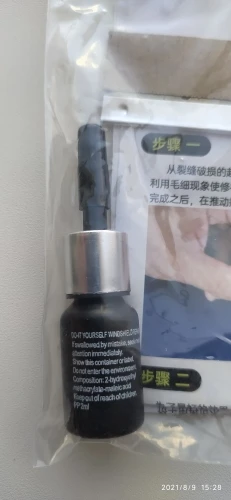 步骤 一
从裂缝破损的
利用毛细现象使修
完成之后，在推动
DO-IT YOURSELF WINDSHIELD
If swallowed by mistake,
attention immediately.
Show this container or label.
Do not enter the environment.
Composition: 2-hydroxyethyl
methacrylate-maleic acid
Keep out of reach of children.
PP 2ml
步骤 二
2021/8/9 15:28